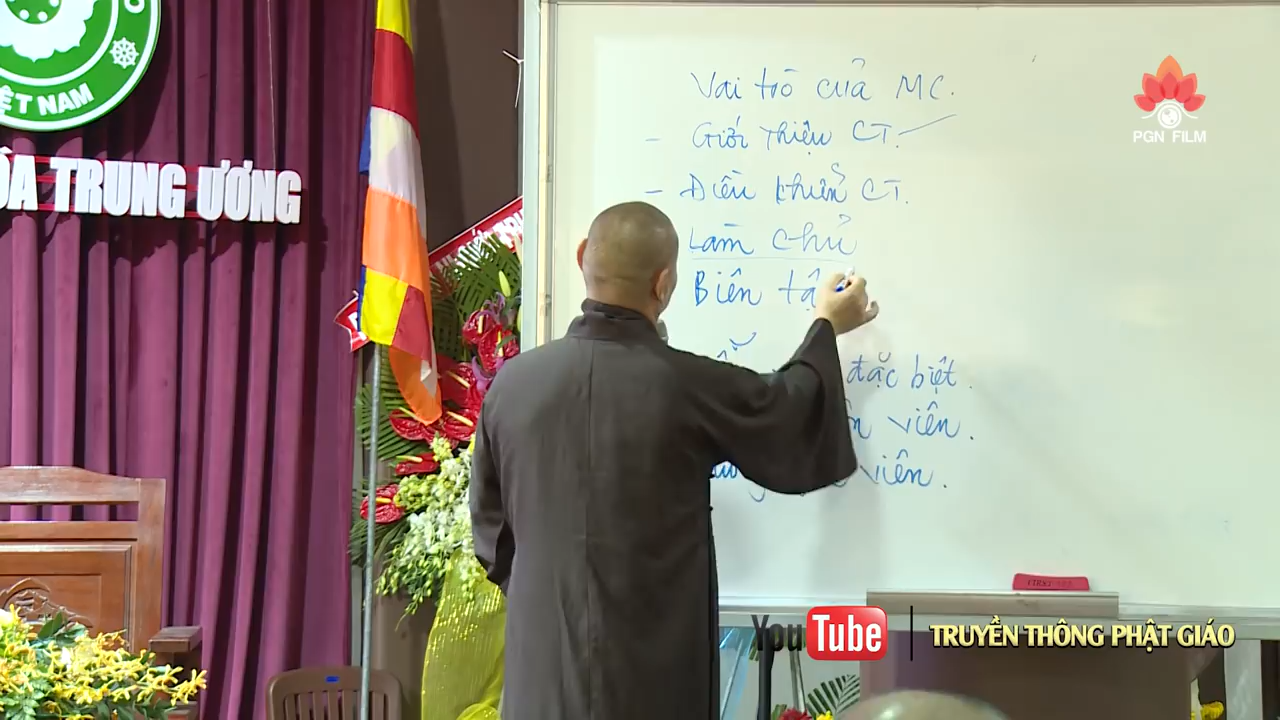 VIỆT NAM
ÓA TRUNG ƯƠNG
Vai trò của MC.
- Giới thiệu CT.
- Điều khiển CT.
Làm chủ
Biên tậ
đặc biệt.
viên.
viên.
PGN FILM
YouTube
TRUYỀN THÔNG PHẬT GIÁO